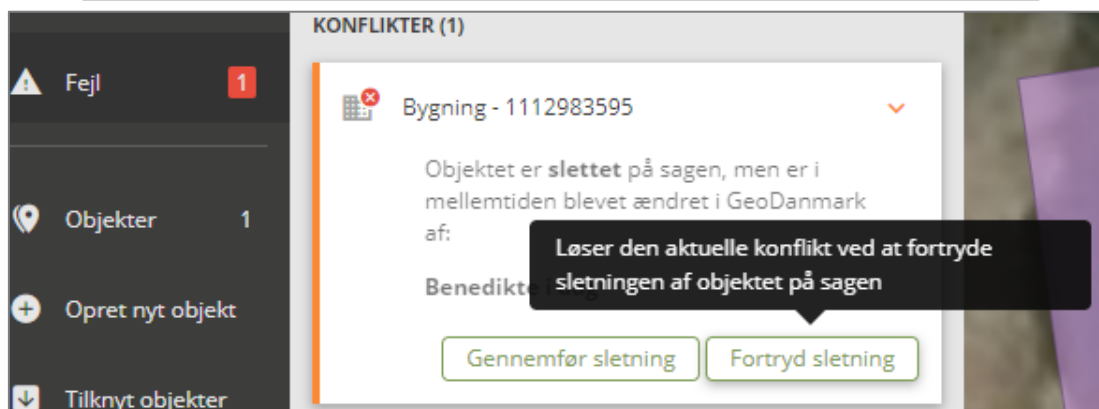 KONFLIKTER (1)
Fejl 1
Bygning - 1112983595
Objektet er slettet på sagen, men er i
mellemtiden blevet ændret i GeoDanmark
af:
Objekter 1
Løser den aktuelle konflikt ved at fortryde
sletningen af objektet på sagen
Benedikte
Opret nyt objekt
Gennemfør sletning
Fortryd sletning
Tilknyt objekter